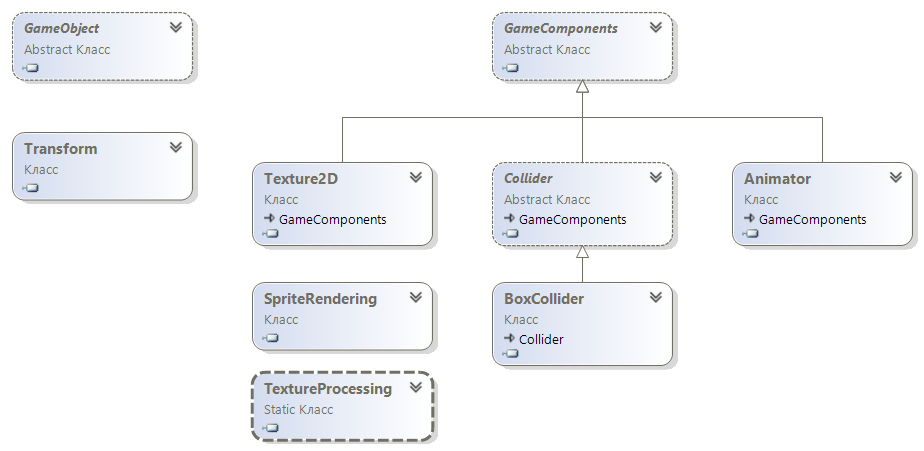 GameObject
Abstract Класс
GameComponents
Abstract Класс
Transform
Класс
Texture2D
Класс
GameComponents
Collider
Abstract Класс
GameComponents
Animator
Класс
GameComponents
SpriteRendering
Класс
BoxCollider
Класс
Collider
TextureProcessing
Static Класс